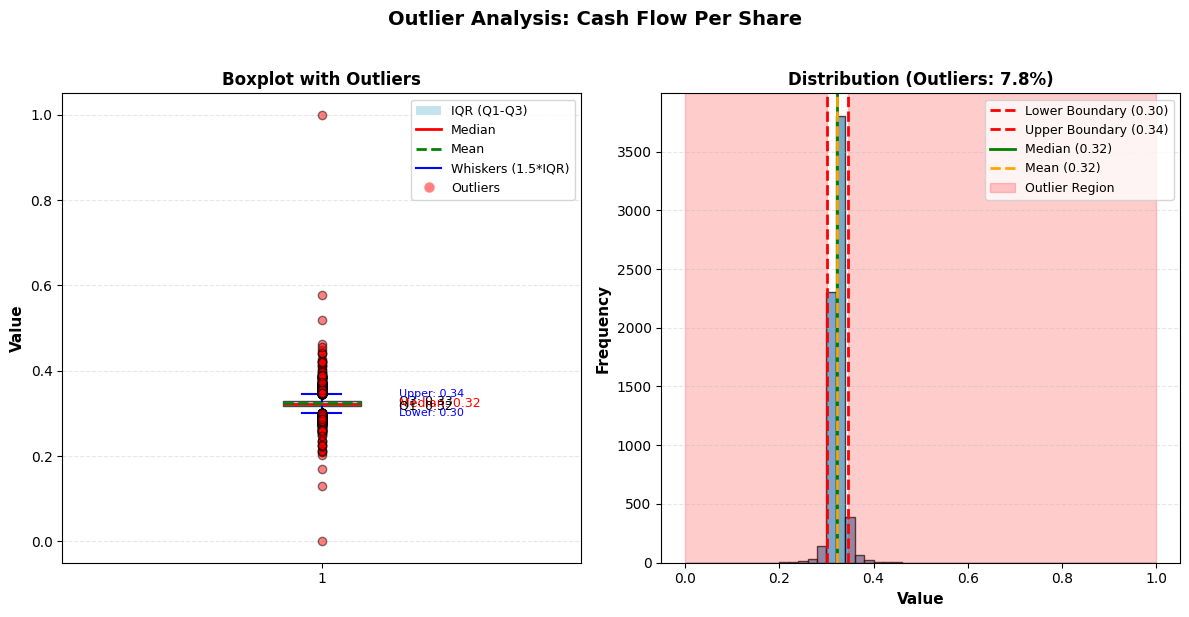 Outlier Analysis: Cash Flow Per Share
Boxplot with Outliers
Value
1.0
0.8
0.6
0.4
0.2
0.0
1
IQR (Q1-Q3)
Median
Mean
Whiskers (1.5*IQR)
Outliers
Upper: 0.34
Lower: 0.30
Distribution (Outliers: 7.8%)
Frequency
3500
3000
2500
2000
1500
1000
500
0
0.0 0.2 0.4 0.6 0.8 1.0
Value
Lower Boundary (0.30)
Upper Boundary (0.34)
Median (0.32)
Mean (0.32)
Outlier Region